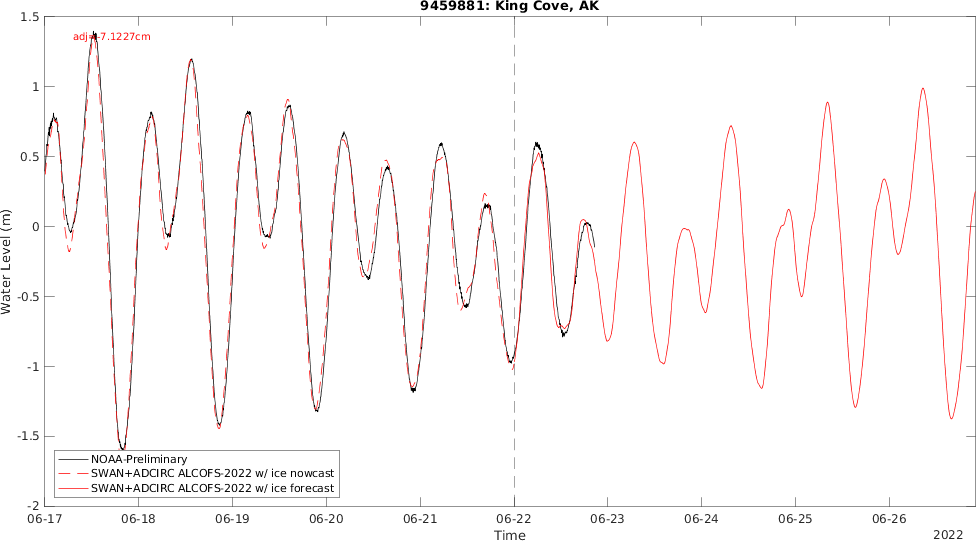 9459881: King Cove, AK
adj=-7.1227cm
Water Level (m)
1.5
1
0.5
0
-0.5
-1
-1.5
-2
NOAA-Preliminary
SWAN+ADCIRC ALCOFS-2022 w/ ice nowcast
SWAN+ADCIRC ALCOFS-2022 w/ ice forecast
06-17 06-18 06-19 06-20 06-21 06-22 06-23 06-24 06-25 06-26
Time
2022